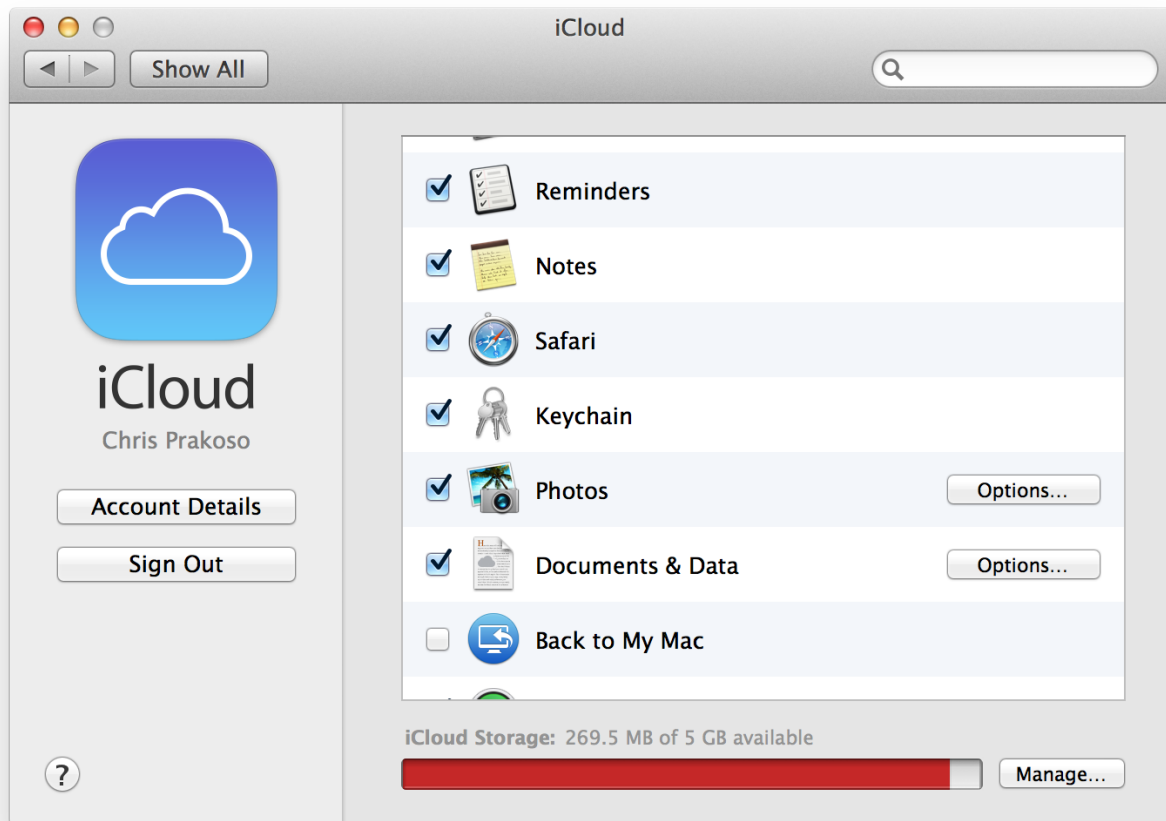 iCloud
Show All
iCloud
Chris Prakoso
Account Details
Sign Out
?
Reminders
Notes
Safari
Keychain
Photos
Options...
Documents & Data
Options...
Back to My Mac
iCloud Storage: 269.5 MB of 5 GB available
Manage...